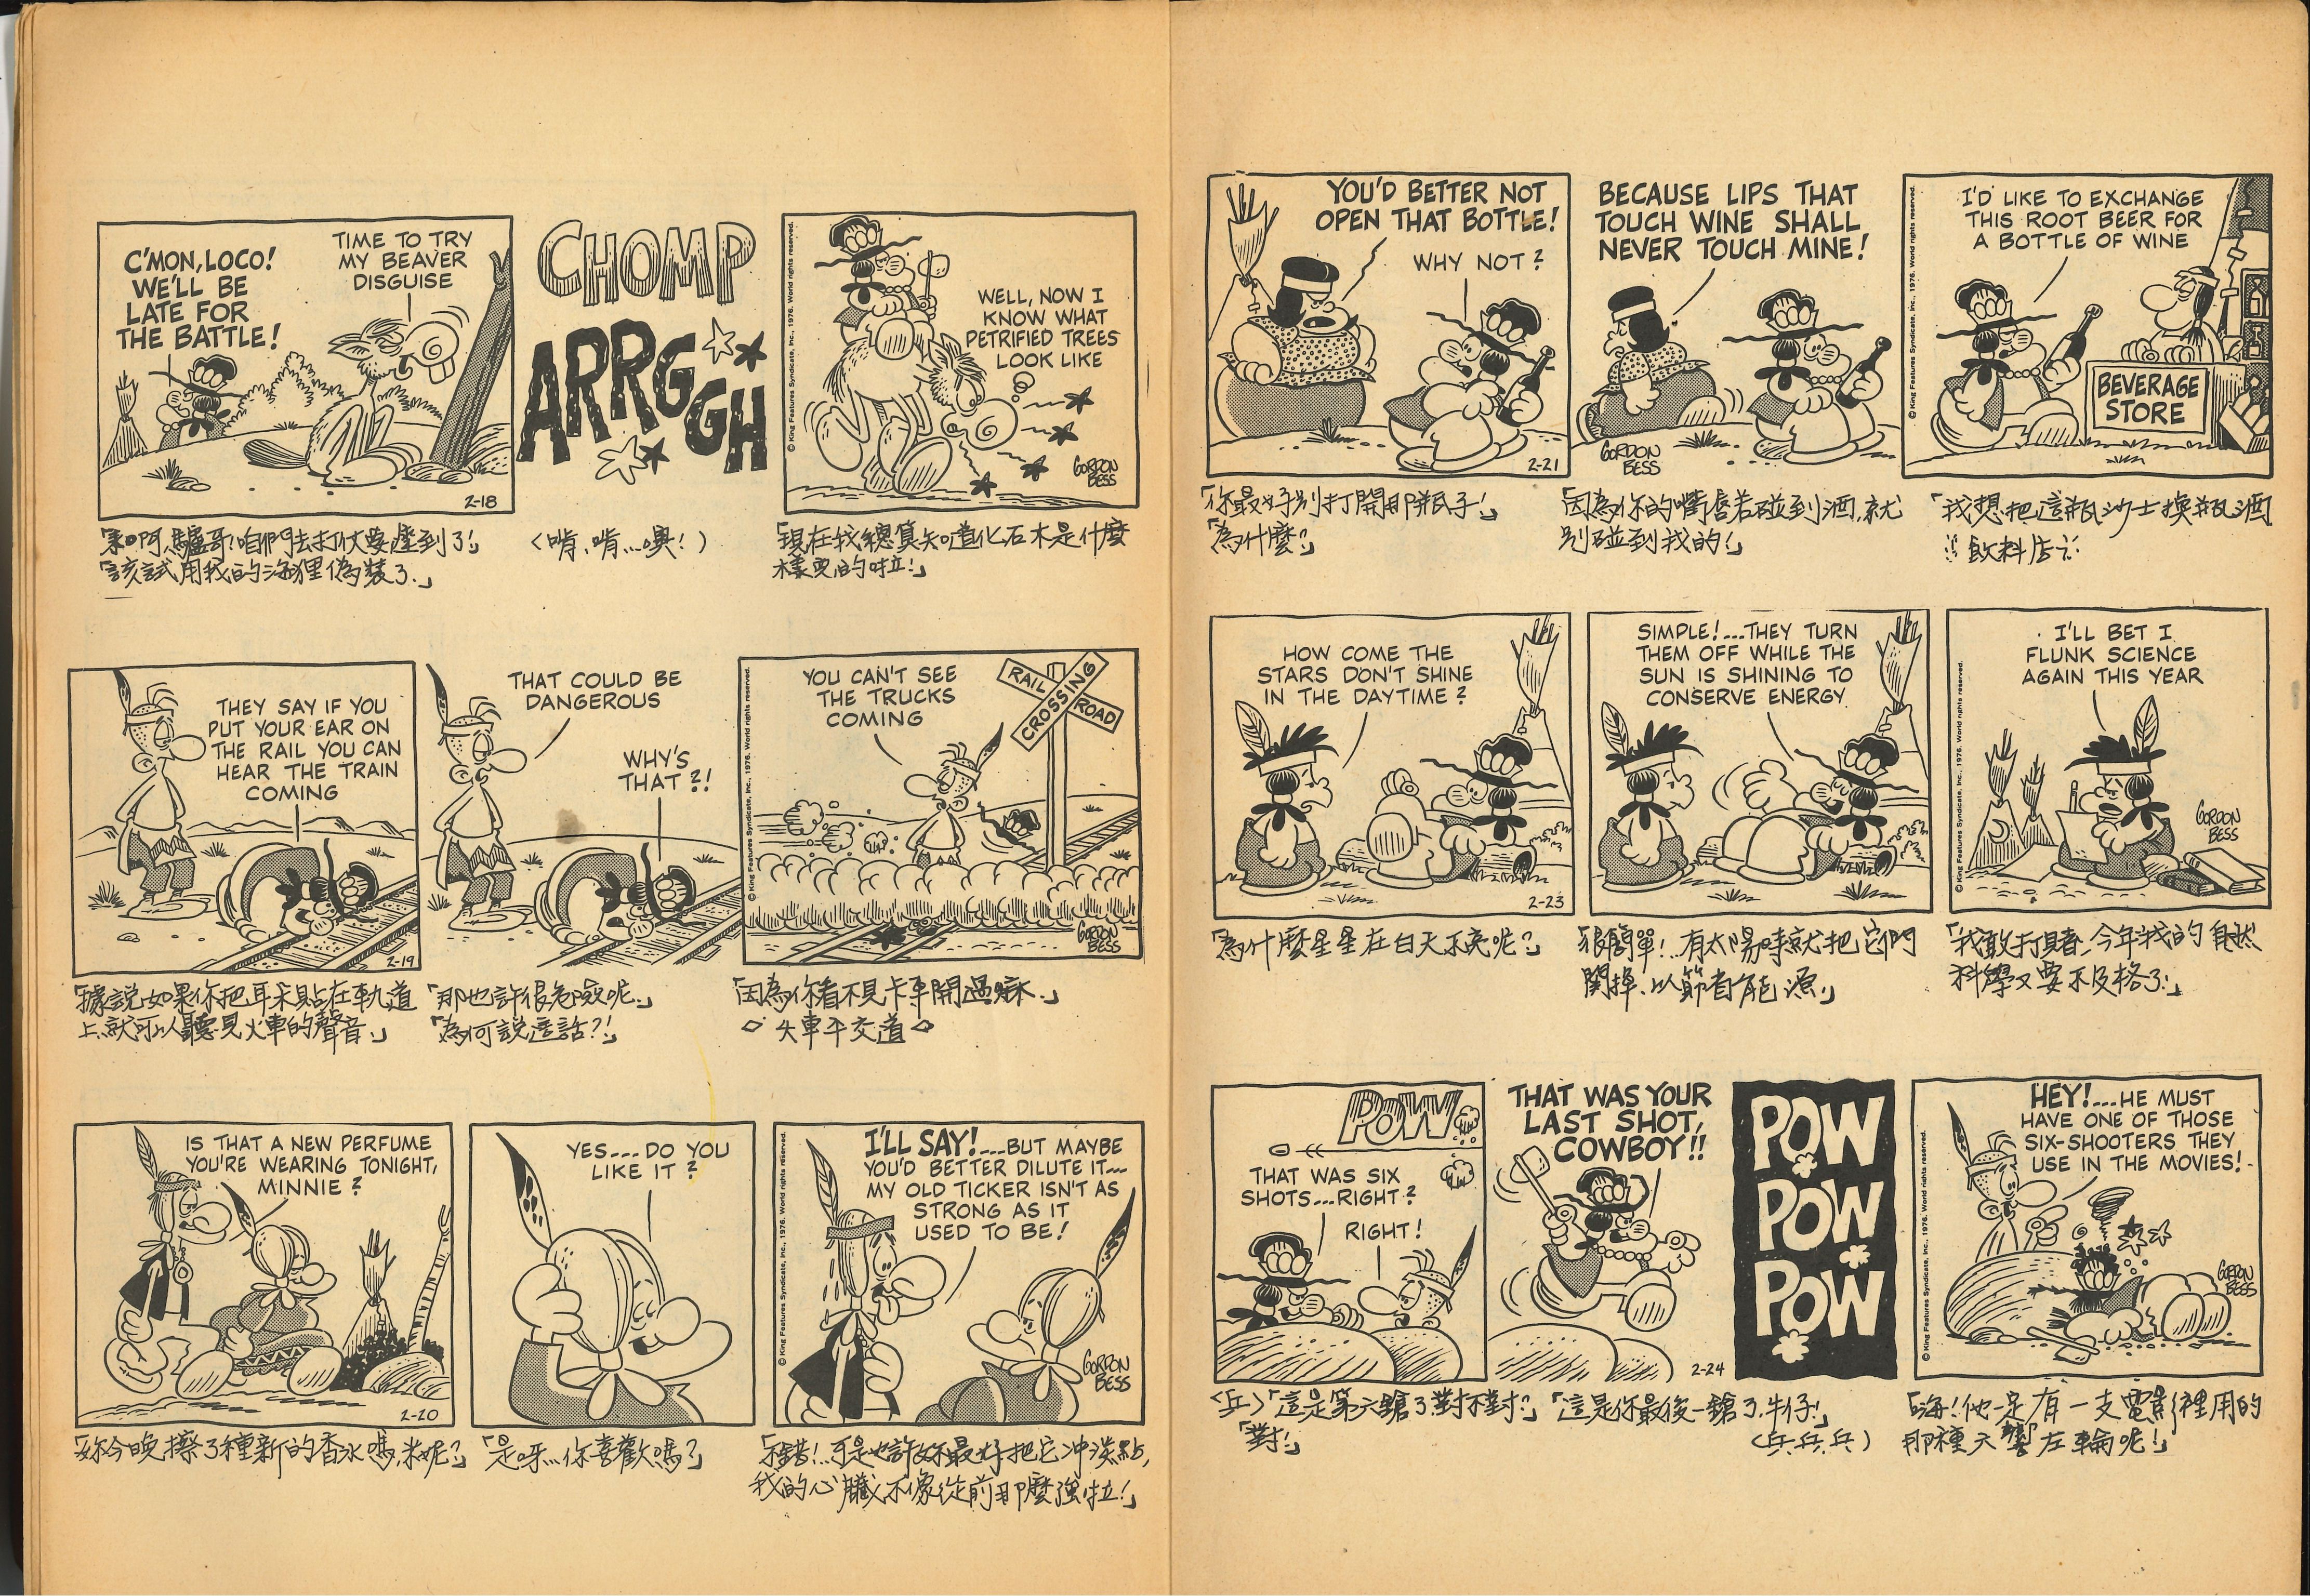 C'MON, LOCO!
WE'LL BE
LATE FOR
THE BATTLE!
TIME TO TRY
MY BEAVER
DISGUISE
2-18
CHOMP
ARRGGGH
© King Features Syndicate, Inc., 1976. World rights reserved.
WELL, NOW I
KNOW WHAT
PETRIFIED TREES
LOOK LIKE
GORDON
BESS
「來啊,驢哥!咱們去打仗要遲到了!」
「該試用我的海狸偽裝了.」
(啃,啃...噢!)
「現在我總算知道化石木是什麼
樣兒的啦!」
THEY SAY IF YOU
PUT YOUR EAR ON
THE RAIL YOU CAN
HEAR THE TRAIN
COMING
2-19
THAT COULD BE
DANGEROUS
WHY'S
THAT?!
© King Features Syndicate, Inc., 1976. World rights reserved.
YOU CAN'T SEE
THE TRUCKS
COMING
RAIL ROAD
CROSSING
GORDON
BESS
「據說如果你把耳朵貼在軌道
上就可以聽見火車的聲音.」
「那也許很危險呢.」
「為何說這話?!」
「因為你看不見卡車開過來.」
◇火車平交道◇
IS THAT A NEW PERFUME
YOU'RE WEARING TONIGHT,
MINNIE?
2-20
YES... DO YOU
LIKE IT?
© King Features Syndicate, Inc., 1976. World rights reserved.
I'LL SAY!... BUT MAYBE
YOU'D BETTER DILUTE IT...
MY OLD TICKER ISN'T AS
STRONG AS IT
USED TO BE!
GORDON
BESS
「妳今晚擦了種新的香水嗎,米妮?」
「是呀...你喜歡嗎?」
「不錯!..可是也許妳最好把它沖淡點,
我的心臟不像從前那麼強啦!」
YOU'D BETTER NOT
OPEN THAT BOTTLE!
WHY NOT?
2-21
BECAUSE LIPS THAT
TOUCH WINE SHALL
NEVER TOUCH MINE!
GORDON
BESS
© King Features Syndicate, Inc., 1976. World rights reserved.
I'D LIKE TO EXCHANGE
THIS ROOT BEER FOR
A BOTTLE OF WINE
BEVERAGE
STORE
「你最好別打開那瓶子!」
「為什麼?」
「因為你的嘴唇若碰到酒,就
別碰到我的!」
「我想把這瓶沙士換瓶酒
飲料店
HOW COME THE
STARS DON'T SHINE
IN THE DAYTIME?
2-23
SIMPLE!... THEY TURN
THEM OFF WHILE THE
SUN IS SHINING TO
CONSERVE ENERGY
© King Features Syndicate, Inc., 1976. World rights reserved.
I'LL BET I
FLUNK SCIENCE
AGAIN THIS YEAR
GORDON
BESS
「為什麼星星在白天不亮呢?」
「很簡單!..有太陽時就把它們
關掉,以節省能源.」
「我敢打賭,今年我的自然
科學又要不及格了.」
POW
THAT WAS SIX
SHOTS... RIGHT?
RIGHT!
THAT WAS YOUR
LAST SHOT,
COWBOY!!
2-24
POW
POW
POW
© King Features Syndicate, Inc., 1976. World rights reserved.
HEY!... HE MUST
HAVE ONE OF THOSE
SIX-SHOOTERS THEY
USE IN THE MOVIES!
GORDON
BESS
(乒)「這是第六鎗了,對不對?」
「對!」
「這是你最後一鎗了,牛仔!」
(乒,乒,乒)
「嗨!他一定有一支電影裡用的
那種六響左輪呢!」